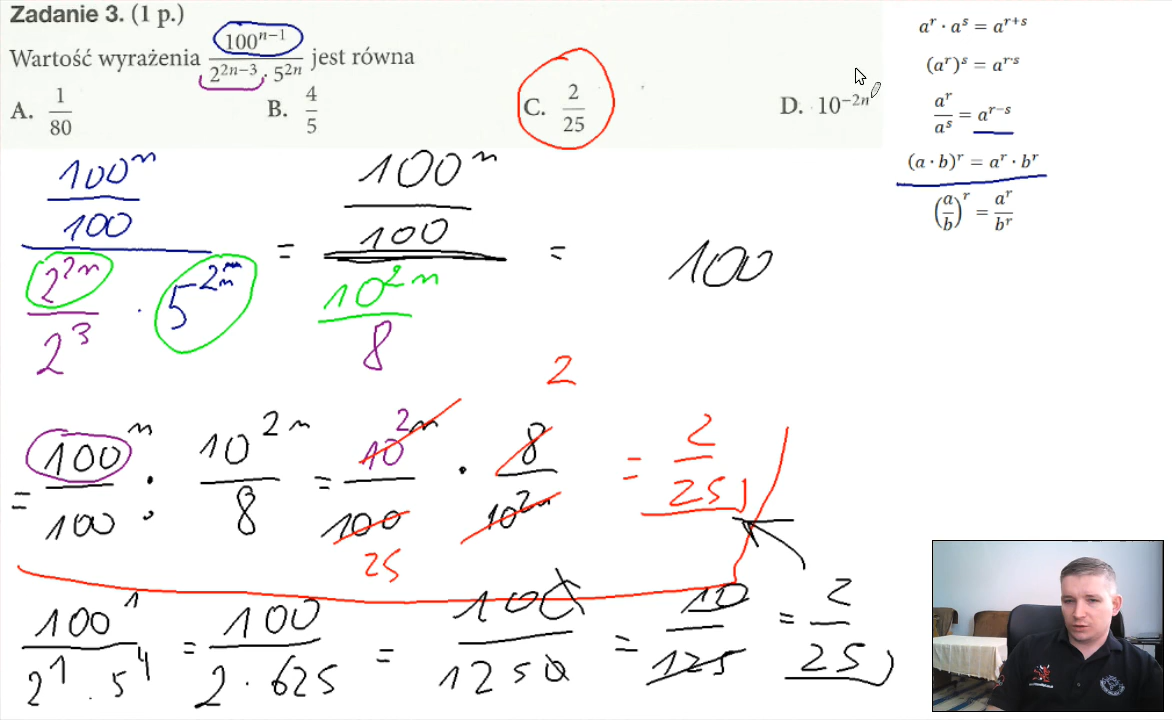 Zadanie 3. (1 p.)
Wartość wyrażenia 100^{n-1} / (2^{2n-3} · 5^{2n}) jest równa
A. 1/80 B. 4/5 C. 2/25 D. 10^{-2n}
a^r · a^s = a^{r+s}
(a^r)^s = a^{r·s}
a^r / a^s = a^{r-s}
(a · b)^r = a^r · b^r
(a/b)^r = a^r / b^r
(100^n / 100) / (2^{2n} / 2^3 · 5^{2n}) = (100^n / 100) / (10^{2n} / 8) = 100
= 100^n / 100 : 10^{2n} / 8 = 10^{2n} / 100 · 8 / 10^{2n} = 2/25
2
25
100^1 / (2^1 · 5^4) = 100 / (2 · 625) = 100 / 1250 = 10 / 125 = 2/25